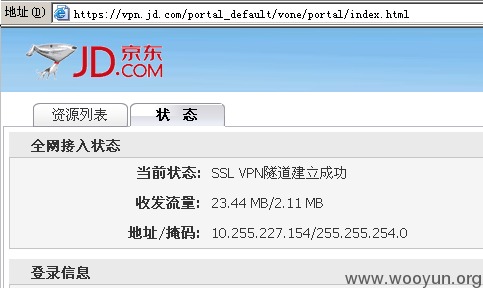 地址(D) https://vpn.jd.com/portal_default/vone/portal/index.html
JD.COM 京东
资源列表 状 态
全网接入状态
当前状态: SSL VPN隧道建立成功
收发流量: 23.44 MB/2.11 MB
地址/掩码: 10.255.227.154/255.255.254.0
登录信息
www.wooyun.org